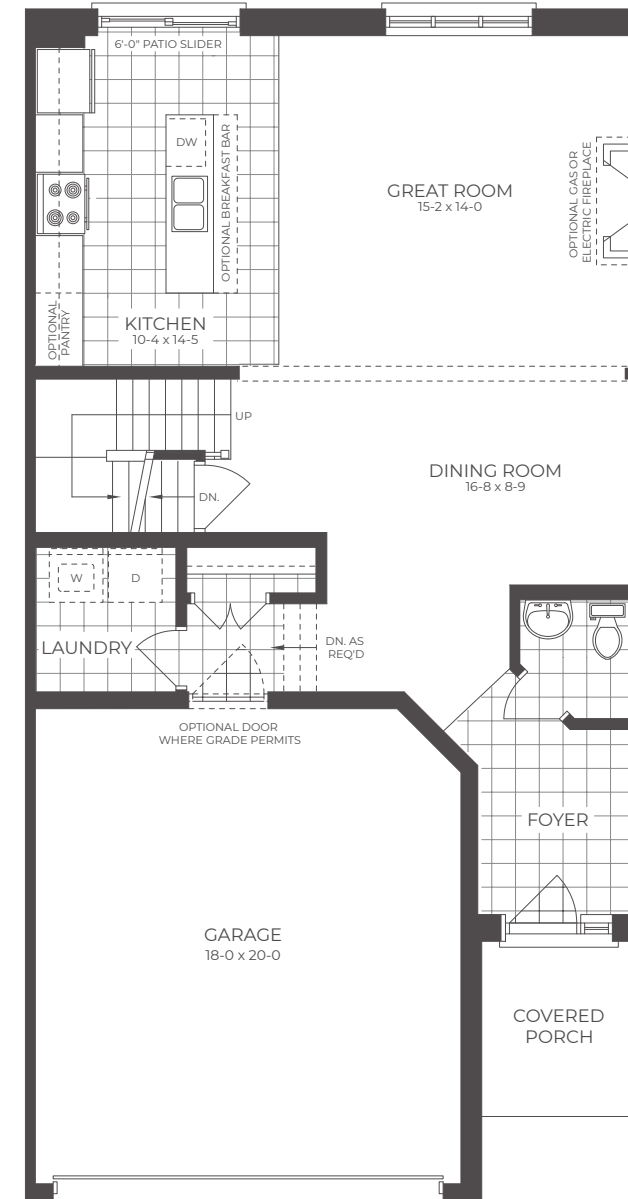 6'-0" PATIO SLIDER
DW
OPTIONAL BREAKFAST BAR
GREAT ROOM
15-2 x 14-0
OPTIONAL GAS OR
ELECTRIC FIREPLACE
OPTIONAL
PANTRY
KITCHEN
10-4 x 14-5
UP
DN.
DINING ROOM
16-8 x 8-9
W
D
LAUNDRY
DN. AS
REQ'D
OPTIONAL DOOR
WHERE GRADE PERMITS
FOYER
GARAGE
18-0 x 20-0
COVERED
PORCH